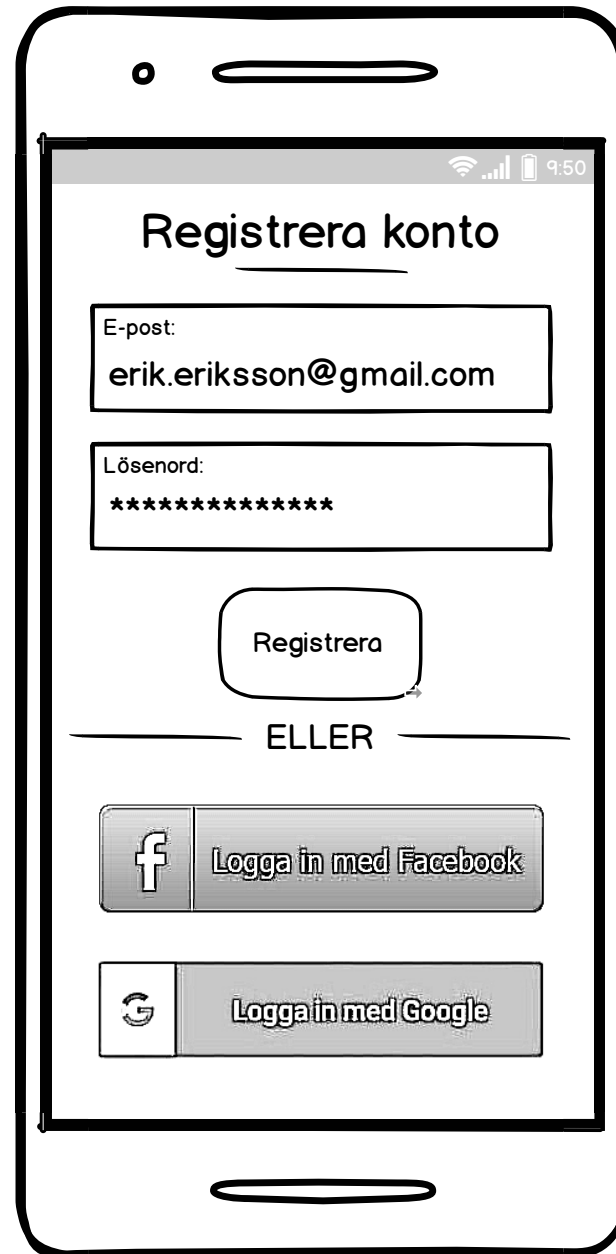 9:50
Registrera konto
E-post:
erik.eriksson@gmail.com
Lösenord:
**************
Registrera
ELLER
f Logga in med Facebook
G Logga in med Google